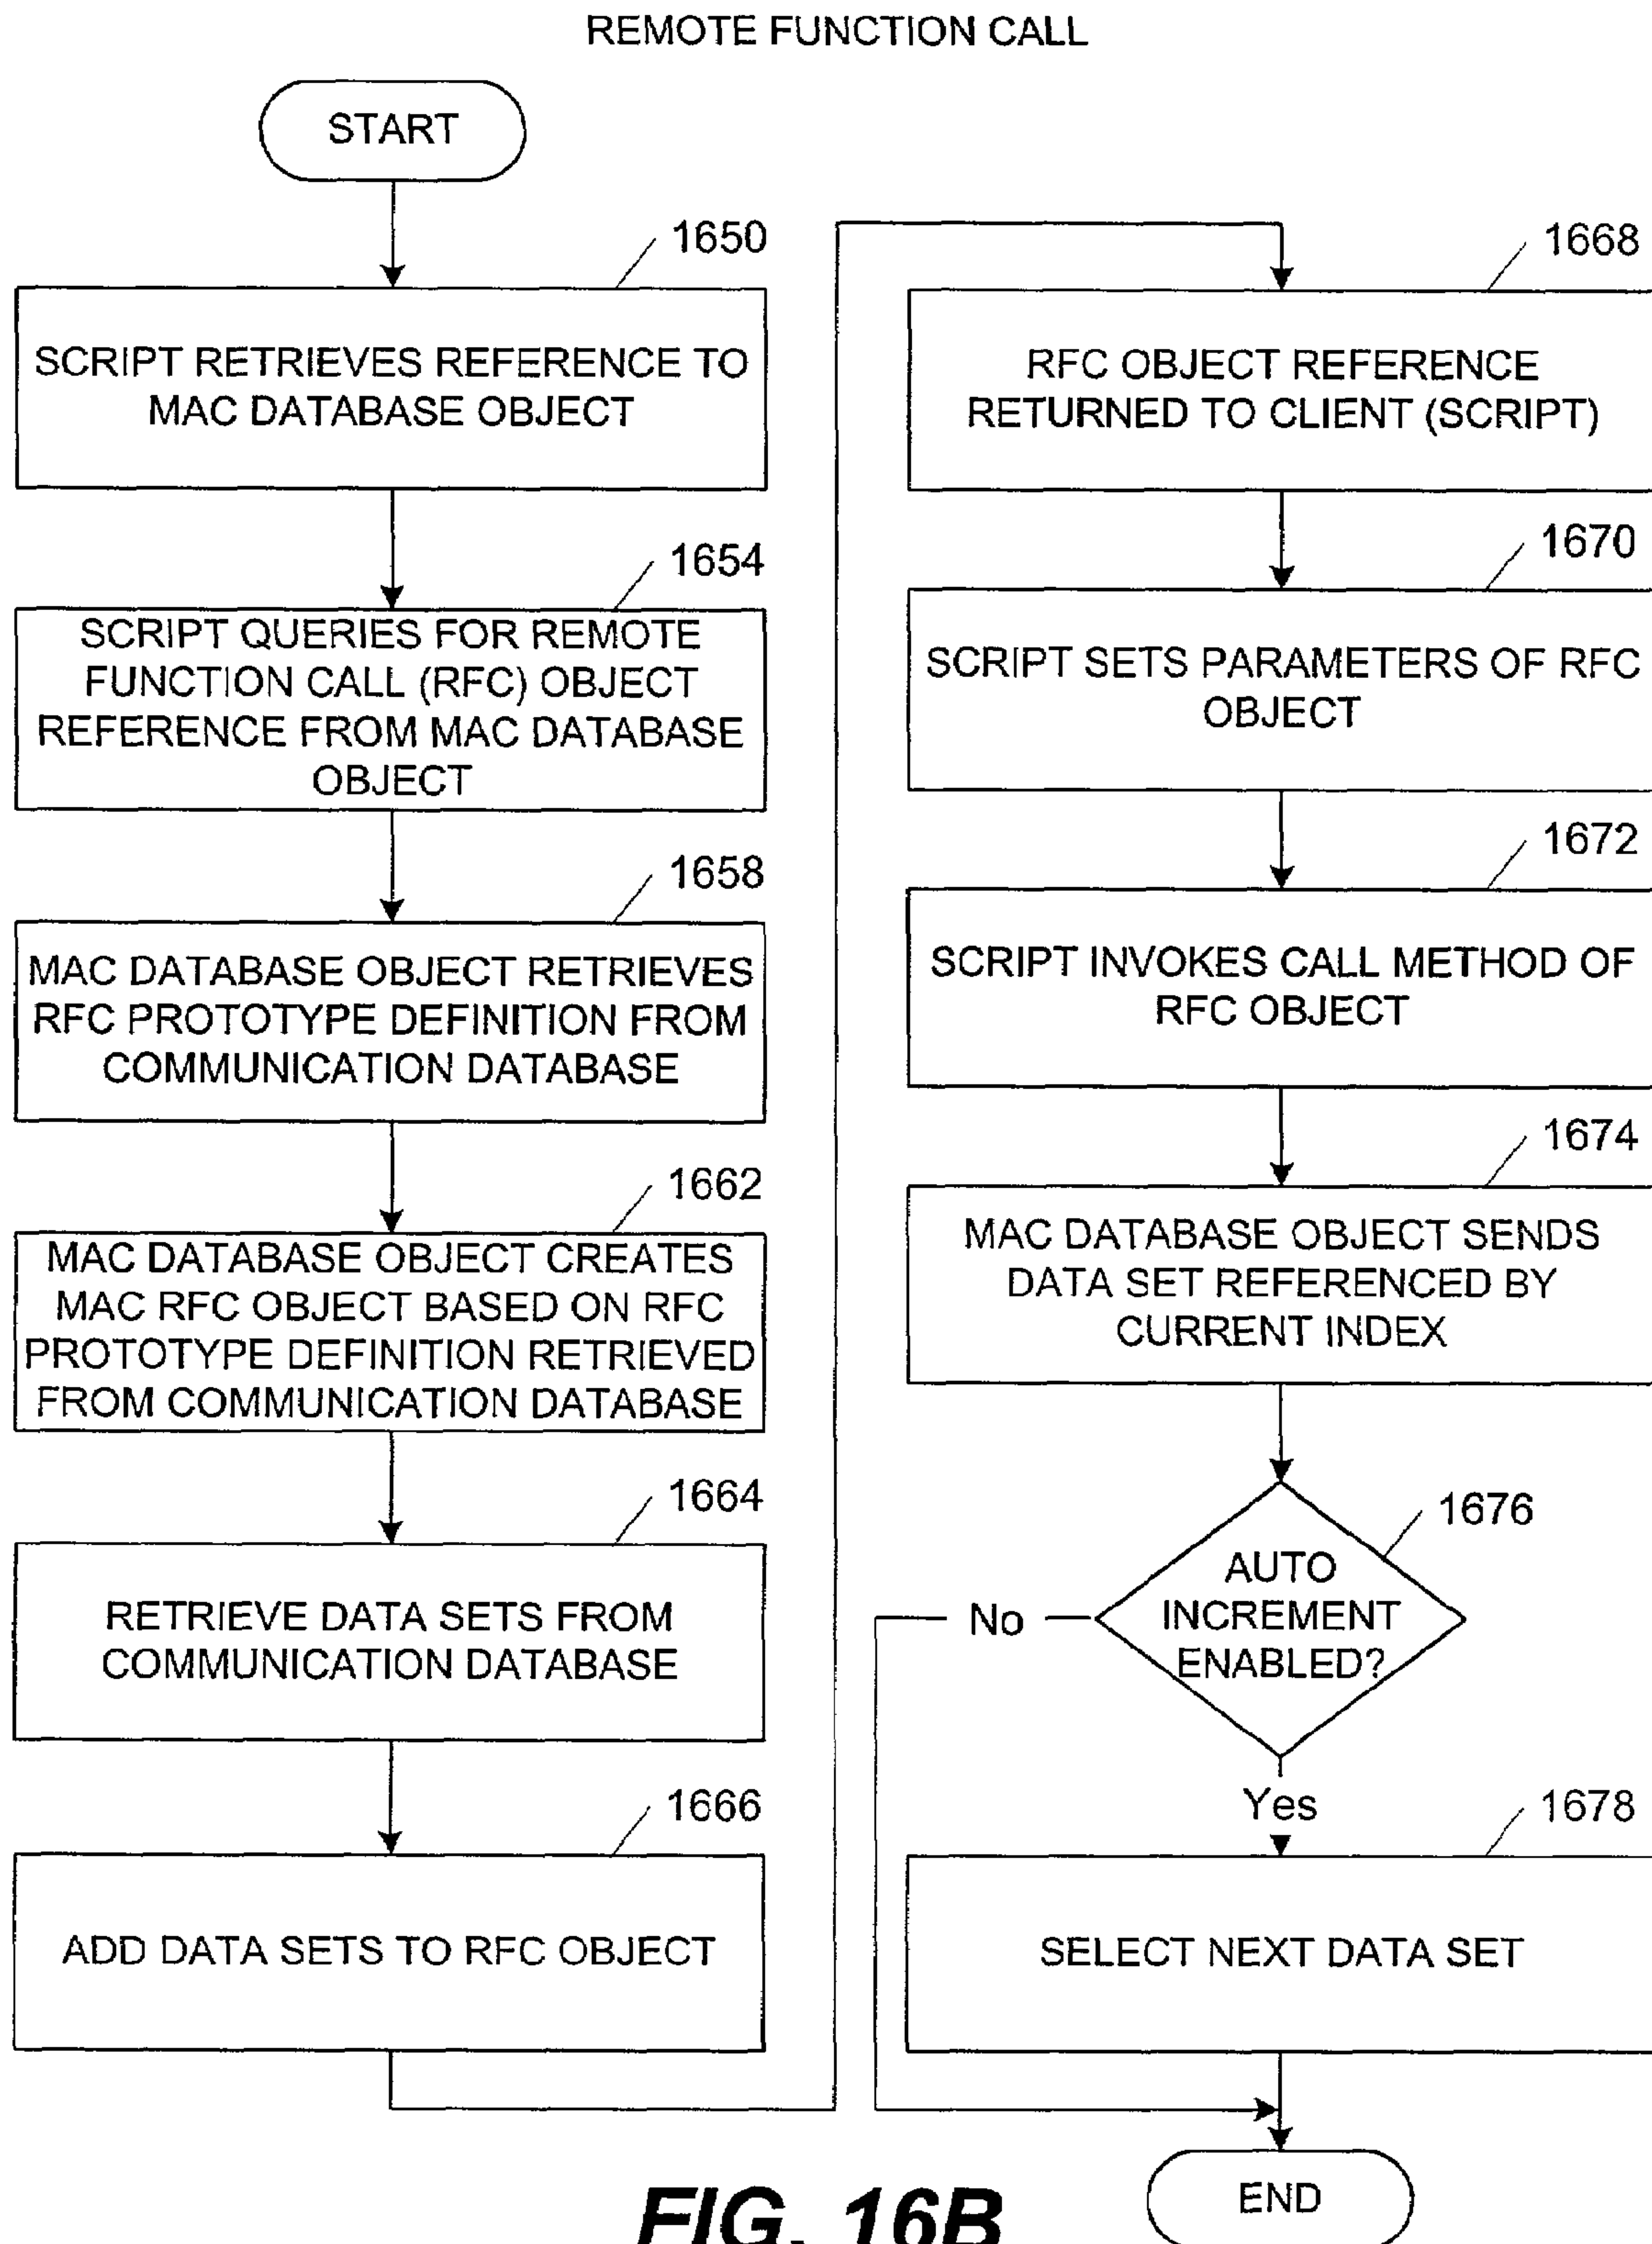 REMOTE FUNCTION CALL
START
1650
SCRIPT RETRIEVES REFERENCE TO
MAC DATABASE OBJECT
1654
SCRIPT QUERIES FOR REMOTE
FUNCTION CALL (RFC) OBJECT
REFERENCE FROM MAC DATABASE
OBJECT
1658
MAC DATABASE OBJECT RETRIEVES
RFC PROTOTYPE DEFINITION FROM
COMMUNICATION DATABASE
1662
MAC DATABASE OBJECT CREATES
MAC RFC OBJECT BASED ON RFC
PROTOTYPE DEFINITION RETRIEVED
FROM COMMUNICATION DATABASE
1664
RETRIEVE DATA SETS FROM
COMMUNICATION DATABASE
1666
ADD DATA SETS TO RFC OBJECT
1668
RFC OBJECT REFERENCE
RETURNED TO CLIENT (SCRIPT)
1670
SCRIPT SETS PARAMETERS OF RFC
OBJECT
1672
SCRIPT INVOKES CALL METHOD OF
RFC OBJECT
1674
MAC DATABASE OBJECT SENDS
DATA SET REFERENCED BY
CURRENT INDEX
1676
AUTO
INCREMENT
ENABLED?
No
Yes
1678
SELECT NEXT DATA SET
END
FIG. 16B